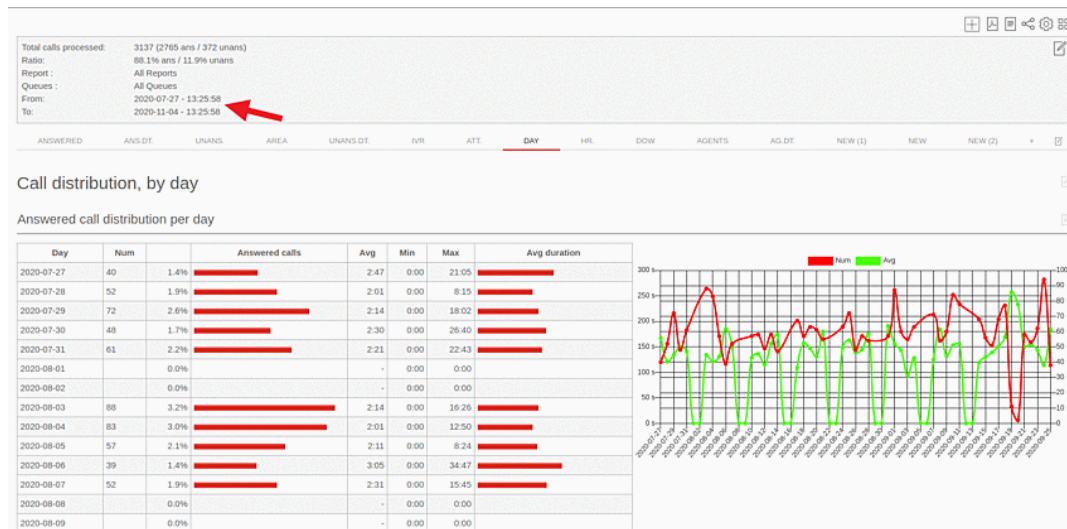 Total calls processed: 3137 (2765 ans / 372 unans)
Ratio: 88.1% ans / 11.9% unans
Report : All Reports
Queues : All Queues
From: 2020-07-27 - 13:25:58
To: 2020-11-04 - 13:25:58
ANSWERED ANS.DT. UNANS. AREA UNANS.DT. IVR ATT. DAY HR. DOW AGENTS AG.DT. NEW (1) NEW NEW (2)
Call distribution, by day
Answered call distribution per day
Day Num Answered calls Avg Min Max Avg duration
2020-07-27 40 1.4% 2:47 0:00 21:05
2020-07-28 52 1.9% 2:01 0:00 8:15
2020-07-29 72 2.6% 2:14 0:00 18:02
2020-07-30 48 1.7% 2:30 0:00 26:40
2020-07-31 61 2.2% 2:21 0:00 22:43
2020-08-01 0.0% - 0:00 0:00
2020-08-02 0.0% - 0:00 0:00
2020-08-03 88 3.2% 2:14 0:00 16:26
2020-08-04 83 3.0% 2:01 0:00 12:50
2020-08-05 57 2.1% 2:11 0:00 8:24
2020-08-06 39 1.4% 3:05 0:00 34:47
2020-08-07 52 1.9% 2:31 0:00 15:45
2020-08-08 0.0% - 0:00 0:00
2020-08-09 0.0% - 0:00 0:00
Num Avg
300 s 100
90
250 s 80
200 s 70
60
150 s 50
40
100 s 30
50 s 20
10
0 s 0